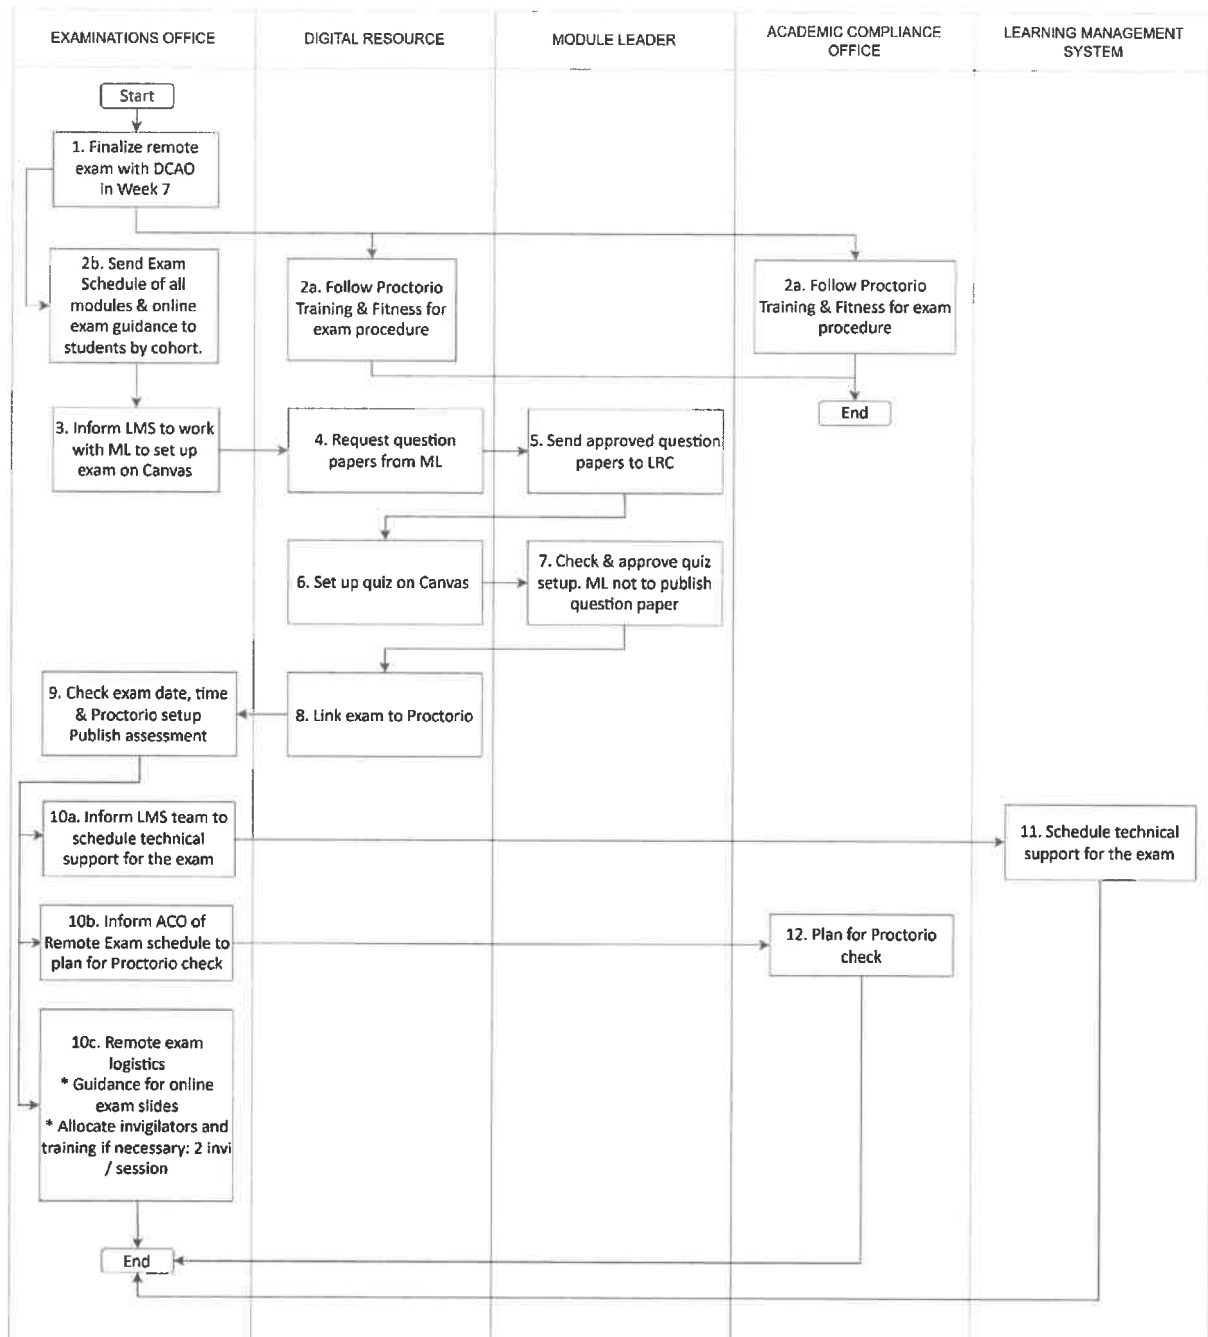 EXAMINATIONS OFFICE
DIGITAL RESOURCE
MODULE LEADER
ACADEMIC COMPLIANCE
OFFICE
LEARNING MANAGEMENT
SYSTEM
Start
1. Finalize remote
exam with DCAO
in Week 7
2b. Send Exam
Schedule of all
modules & online
exam guidance to
students by cohort.
2a. Follow Proctorio
Training & Fitness for
exam procedure
2a. Follow Proctorio
Training & Fitness for exam
procedure
End
3. Inform LMS to work
with ML to set up
exam on Canvas
4. Request question
papers from ML
5. Send approved question
papers to LRC
6. Set up quiz on Canvas
7. Check & approve quiz
setup. ML not to publish
question paper
9. Check exam date, time
& Proctorio setup
Publish assessment
8. Link exam to Proctorio
10a. Inform LMS team to
schedule technical
support for the exam
11. Schedule technical
support for the exam
10b. Inform ACO of
Remote Exam schedule to
plan for Proctorio check
12. Plan for Proctorio
check
10c. Remote exam
logistics
* Guidance for online
exam slides
* Allocate invigilators and
training if necessary: 2 invi
/ session
End